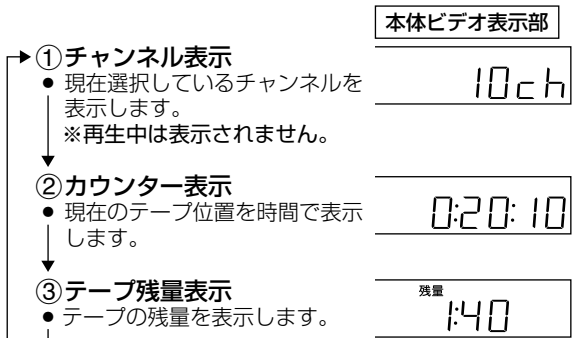 本体ビデオ表示部
①チャンネル表示
● 現在選択しているチャンネルを
表示します。
※再生中は表示されません。
10ch
②カウンター表示
● 現在のテープ位置を時間で表示
します。
0:20:10
③テープ残量表示
● テープの残量を表示します。
残量
1:40